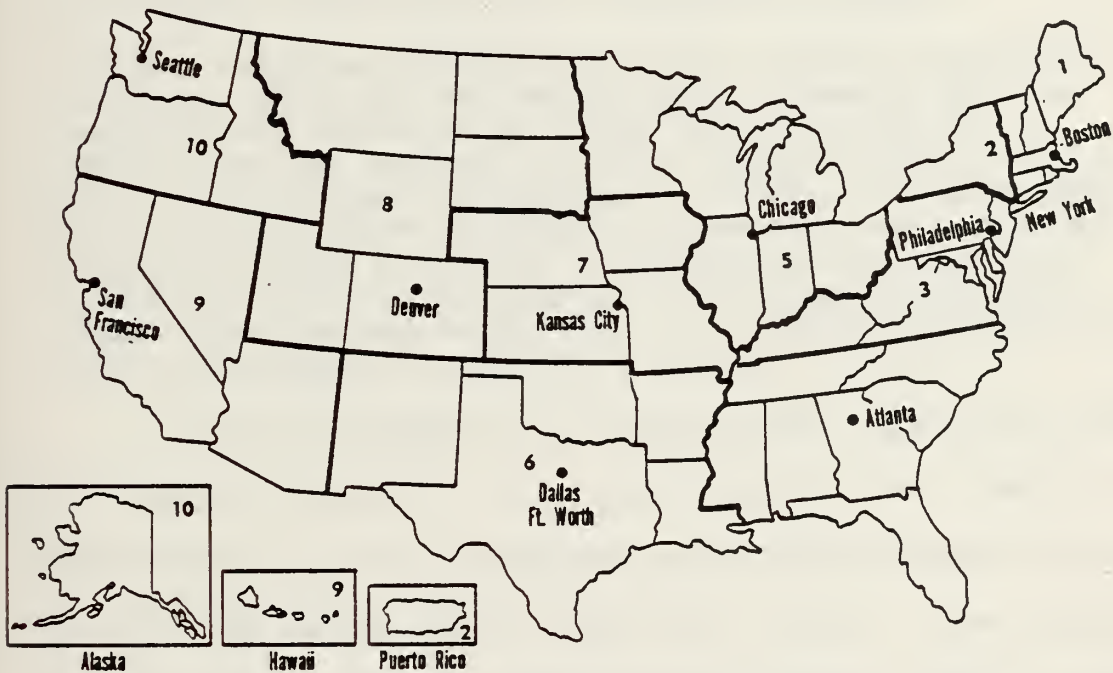 1
Seattle
Boston
10
2
8
Chicago
New York
Philadelphia
7
5
3
San
Francisco
9
Denver
Kansas City
Atlanta
6
Dallas
Ft. Worth
10
9
2
Alaska
Hawaii
Puerto Rico